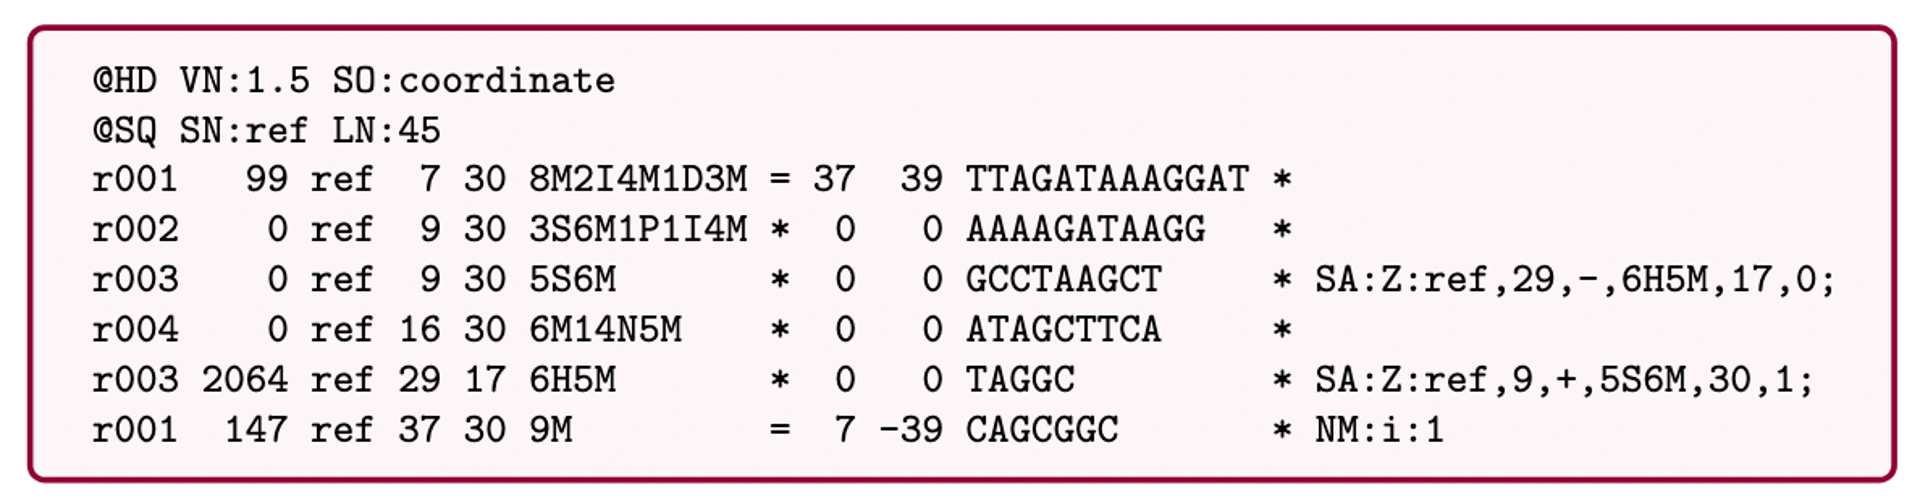 @HD VN:1.5 SO:coordinate
@SQ SN:ref LN:45
r001   99 ref  7 30 8M2I4M1D3M = 37  39 TTAGATAAAGGAT *
r002    0 ref  9 30 3S6M1P1I4M *  0   0 AAAAGATAAGG   *
r003    0 ref  9 30 5S6M       *  0   0 GCCTAAGCT     * SA:Z:ref,29,-,6H5M,17,0;
r004    0 ref 16 30 6M14N5M    *  0   0 ATAGCTTCA     *
r003 2064 ref 29 17 6H5M       *  0   0 TAGGC         * SA:Z:ref,9,+,5S6M,30,1;
r001  147 ref 37 30 9M         =  7 -39 CAGCGGC       * NM:i:1